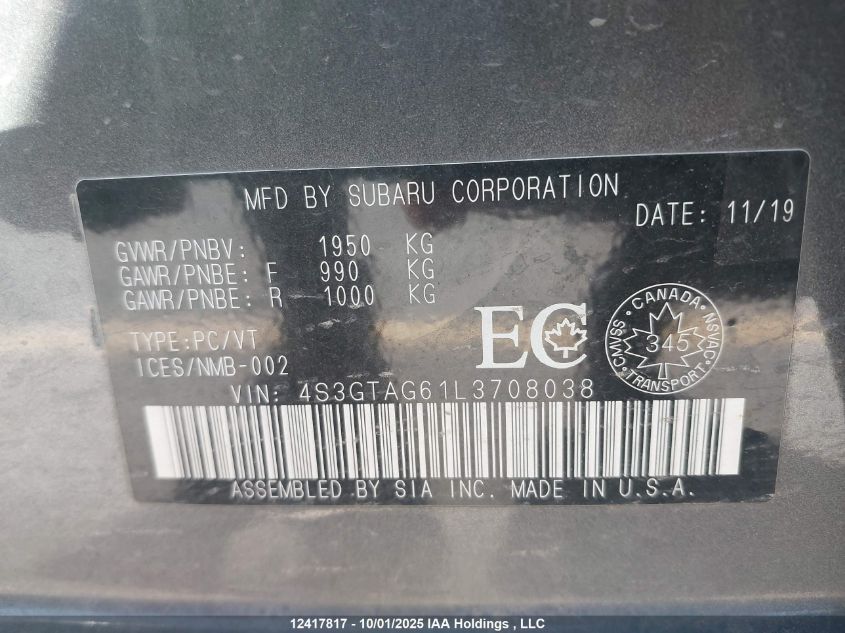 MFD BY SUBARU CORPORATION
DATE: 11/19
GVWR/PNBV: 1950 KG
GAWR/PNBE: F 990 KG
GAWR/PNBE: R 1000 KG
TYPE:PC/VT
ICES/NMB-002
EC
CANADA
CMVSS NSVAC
345
TRANSPORT
VIN: 4S3GTAG61L3708038
ASSEMBLED BY SIA INC. MADE IN U.S.A.
12417817 - 10/01/2025 IAA Holdings , LLC